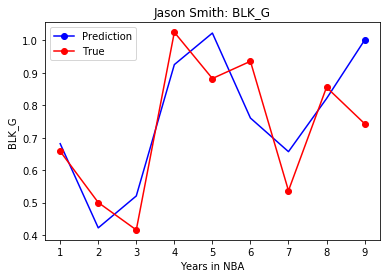 Jason Smith: BLK_G
Prediction
True
1.0
0.9
0.8
0.7
0.6
0.5
0.4
BLK_G
1 2 3 4 5 6 7 8 9
Years in NBA